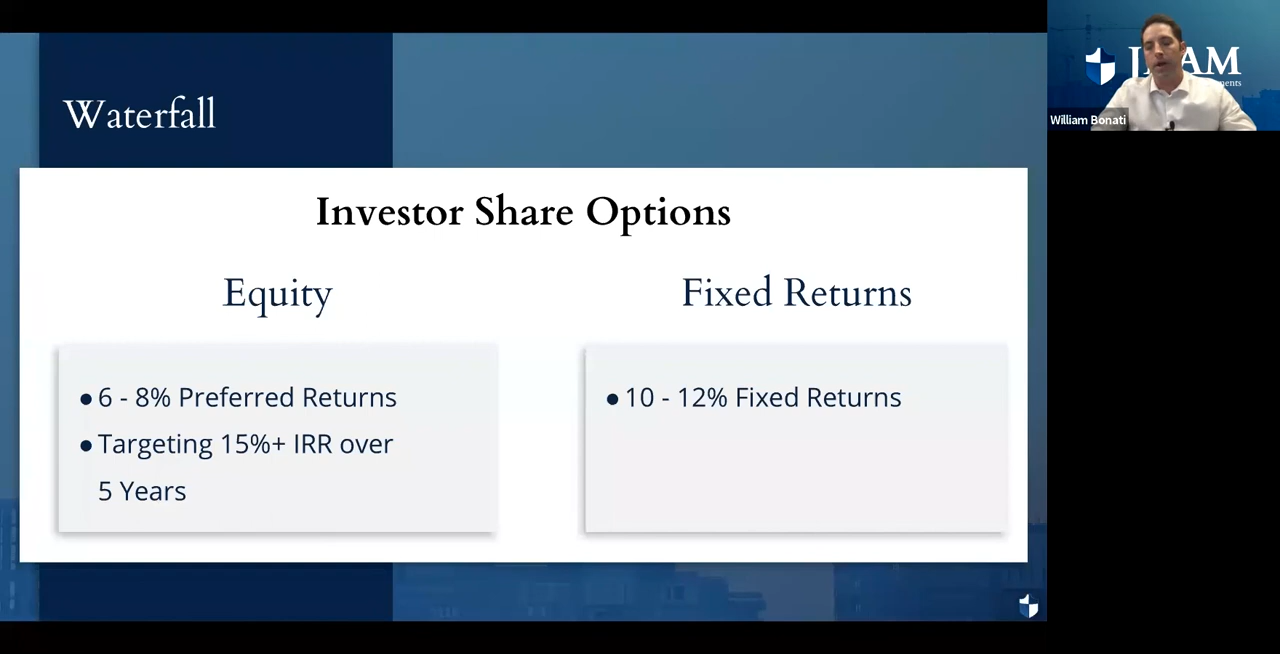 Waterfall
Investor Share Options
Equity
Fixed Returns
● 6 - 8% Preferred Returns
● Targeting 15%+ IRR over
5 Years
● 10 - 12% Fixed Returns
William Bonati